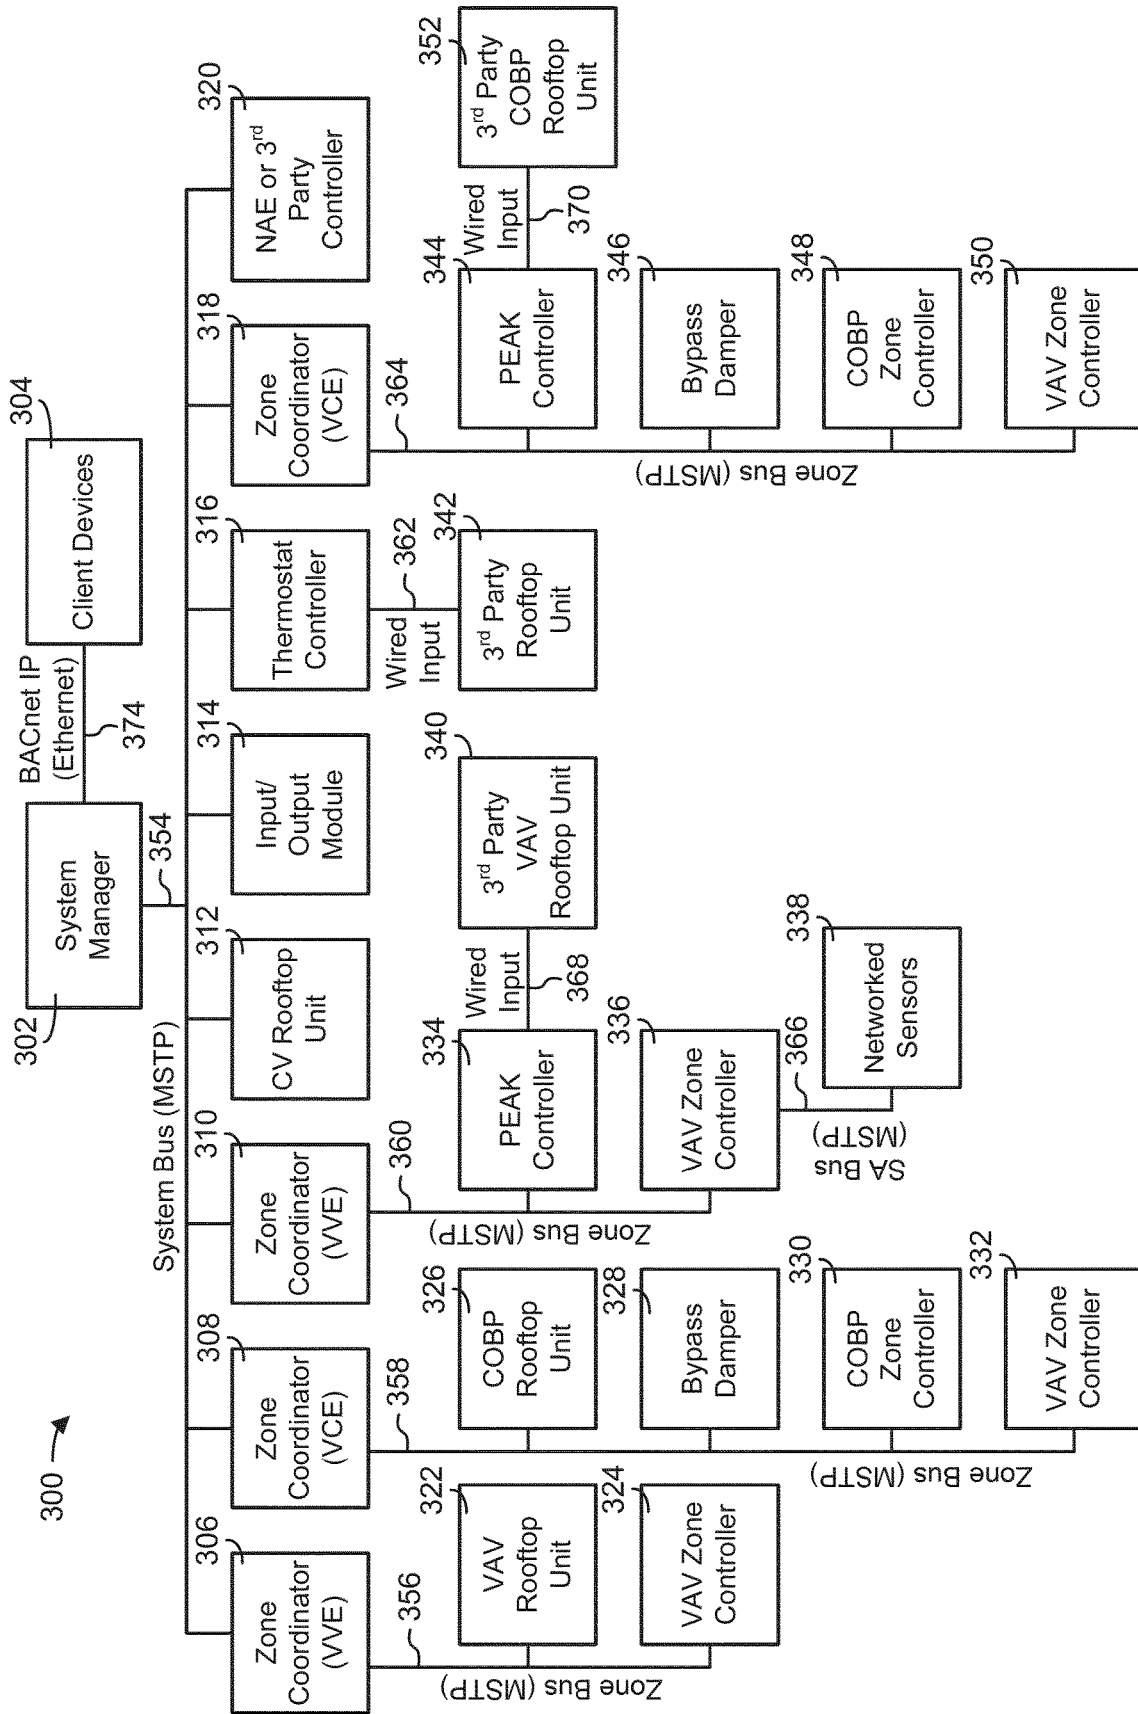 300
302
System
Manager
BACnet IP
(Ethernet)
374
304
Client Devices
354
System Bus (MSTP)
306
Zone
Coordinator
(VVE)
308
Zone
Coordinator
(VCE)
310
Zone
Coordinator
(VVE)
312
CV Rooftop
Unit
314
Input/
Output
Module
316
Thermostat
Controller
318
Zone
Coordinator
(VCE)
320
NAE or 3rd
Party
Controller
356
Zone Bus (MSTP)
322
VAV
Rooftop
Unit
324
VAV Zone
Controller
358
Zone Bus (MSTP)
326
COBP
Rooftop
Unit
328
Bypass
Damper
330
COBP
Zone
Controller
332
VAV Zone
Controller
360
Zone Bus (MSTP)
334
PEAK
Controller
Wired
Input
368
340
3rd Party
VAV
Rooftop Unit
336
VAV Zone
Controller
366
SA Bus
(MSTP)
338
Networked
Sensors
Wired
Input
362
342
3rd Party
Rooftop
Unit
364
Zone Bus (MSTP)
344
PEAK
Controller
Wired
Input
370
352
3rd Party
COBP
Rooftop
Unit
346
Bypass
Damper
348
COBP
Zone
Controller
350
VAV Zone
Controller